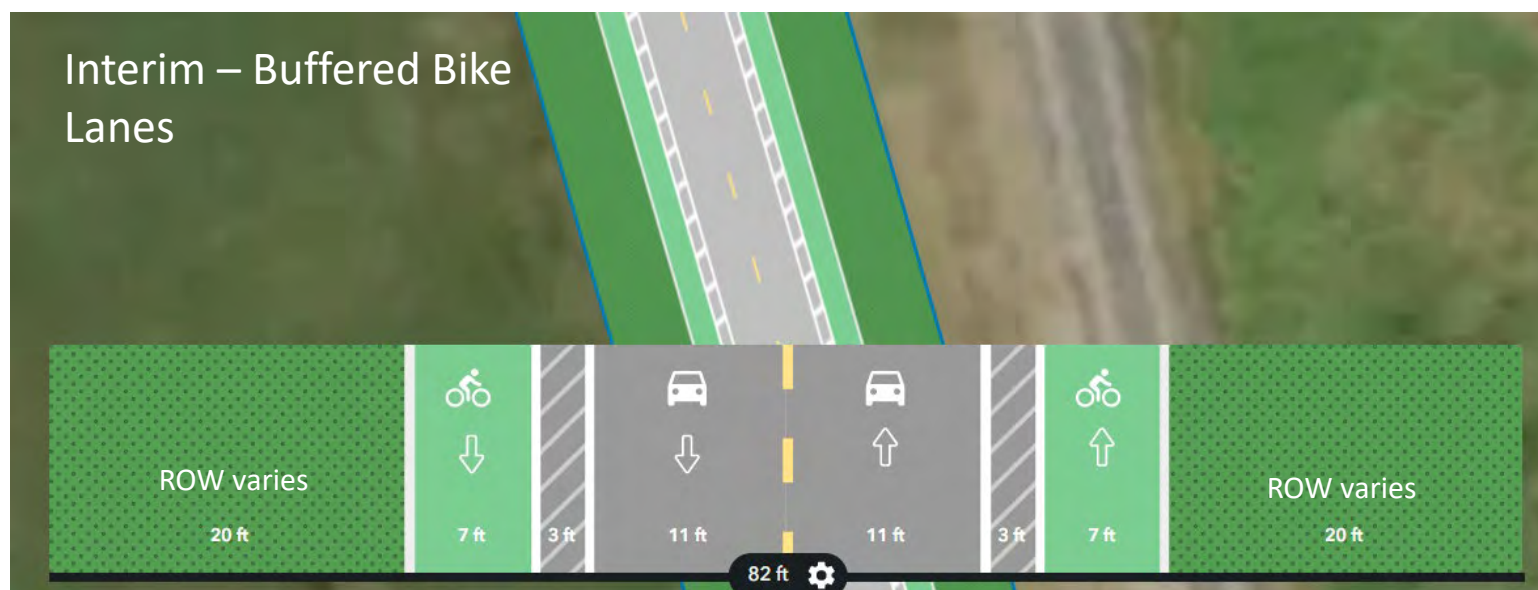 Interim – Buffered Bike
Lanes
ROW varies
ROW varies
20 ft
7 ft
3 ft
11 ft
11 ft
3 ft
7 ft
20 ft
82 ft